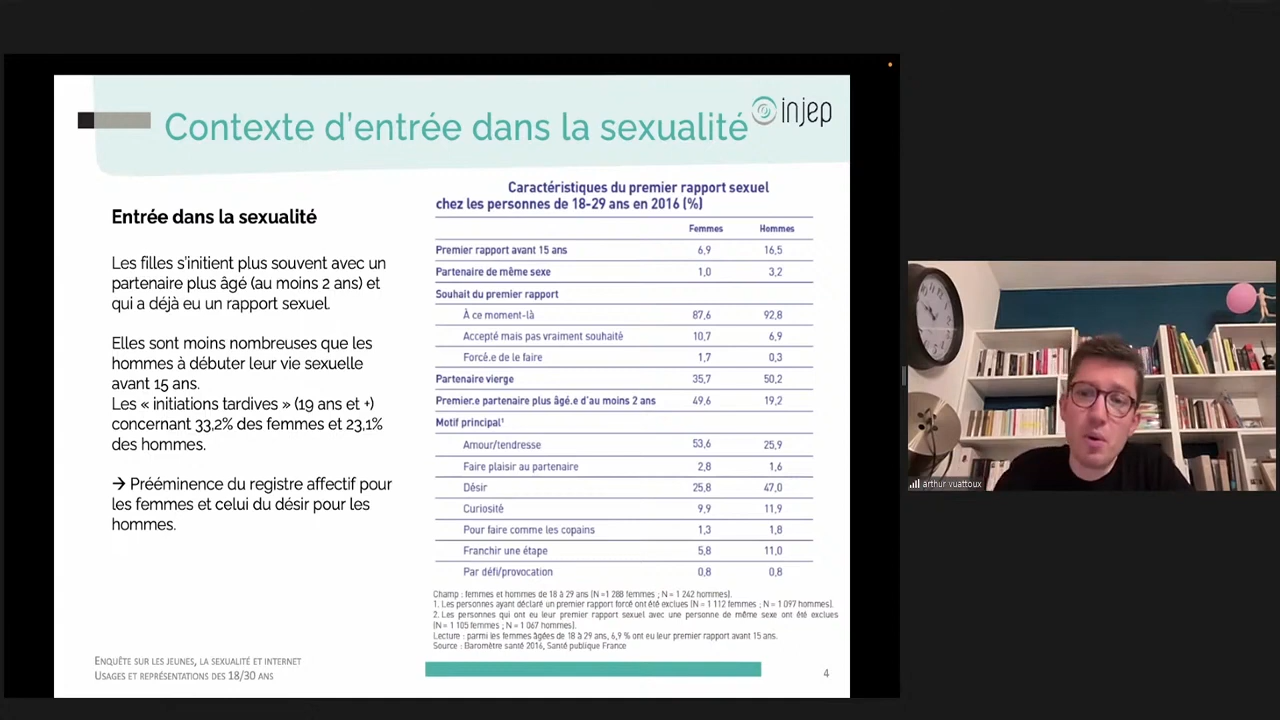 Contexte d'entrée dans la sexualité
injep
Entrée dans la sexualité
Les filles s'initient plus souvent avec un
partenaire plus âgé (au moins 2 ans) et
qui a déjà eu un rapport sexuel.
Elles sont moins nombreuses que les
hommes à débuter leur vie sexuelle
avant 15 ans.
Les « initiations tardives » (19 ans et +)
concernant 33,2% des femmes et 23,1%
des hommes.
→ Prééminence du registre affectif pour
les femmes et celui du désir pour les
hommes.
Caractéristiques du premier rapport sexuel
chez les personnes de 18-29 ans en 2016 (%)
Femmes Hommes
Premier rapport avant 15 ans 6,9 16,5
Partenaire de même sexe 1,0 3,2
Souhait du premier rapport
À ce moment-là 87,6 92,8
Accepté mais pas vraiment souhaité 10,7 6,9
Forcé.e de le faire 1,7 0,3
Partenaire vierge 35,7 50,2
Premier.e partenaire plus âgé.e d'au moins 2 ans 49,6 19,2
Motif principal¹
Amour/tendresse 53,6 25,9
Faire plaisir au partenaire 2,8 1,6
Désir 25,8 47,0
Curiosité 9,9 11,9
Pour faire comme les copains 1,3 1,8
Franchir une étape 5,8 11,0
Par défi/provocation 0,8 0,8
Champ : femmes et hommes de 18 à 29 ans (N =1 288 femmes ; N = 1 242 hommes).
1. Les personnes ayant déclaré un premier rapport forcé ont été exclues (N = 1 112 femmes ; N = 1 097 hommes).
2. Les personnes qui ont eu leur premier rapport sexuel avec une personne de même sexe ont été exclues
(N = 1 105 femmes ; N = 1 067 hommes).
Lecture : parmi les femmes âgées de 18 à 29 ans, 6,9 % ont eu leur premier rapport avant 15 ans.
Source : Baromètre santé 2016, Santé publique France
Enquête sur les jeunes, la sexualité et internet
Usages et représentations des 18/30 ans
4
arthur vuattoux